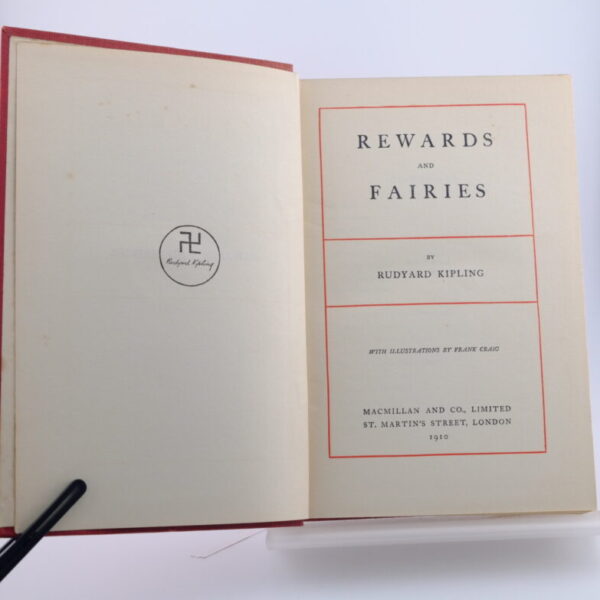 Rudyard Kipling
REWARDS
AND
FAIRIES
BY
RUDYARD KIPLING
WITH ILLUSTRATIONS BY FRANK CRAIG
MACMILLAN AND CO., LIMITED
ST. MARTIN'S STREET, LONDON
1910